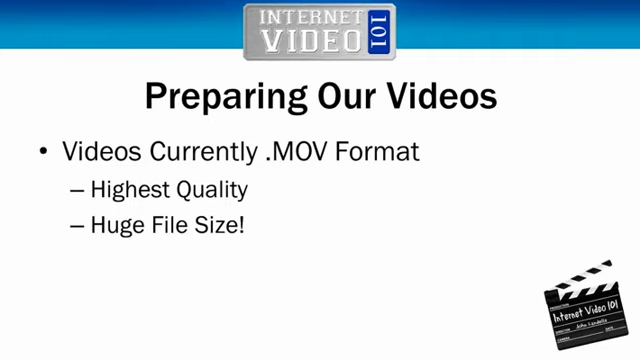 INTERNET
VIDEO
101
Preparing Our Videos
• Videos Currently .MOV Format
– Highest Quality
– Huge File Size!
Internet Video 101